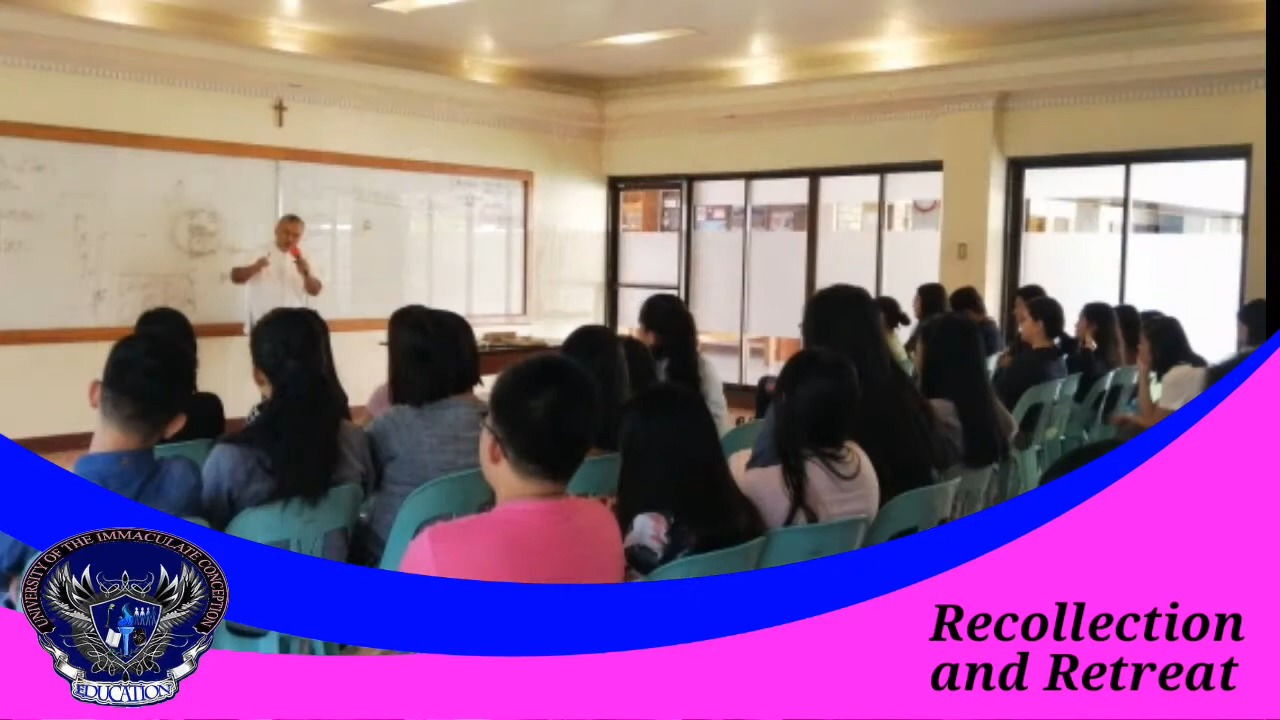 UNIVERSITY OF THE IMMACULATE CONCEPTION
EDUCATION
Recollection
and Retreat